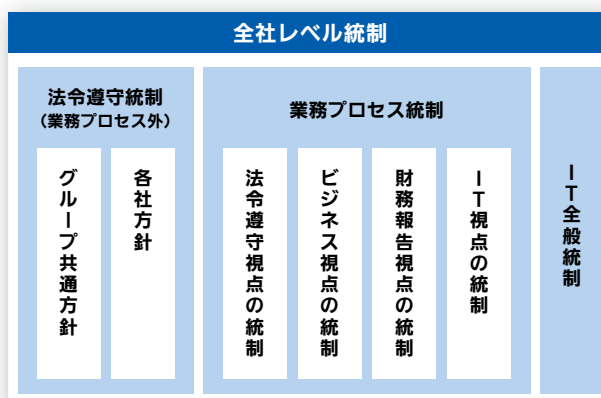 全社レベル統制
法令遵守統制
（業務プロセス外）
グループ共通方針
各社方針
業務プロセス統制
法令遵守視点の統制
ビジネス視点の統制
財務報告視点の統制
IT視点の統制
IT全般統制